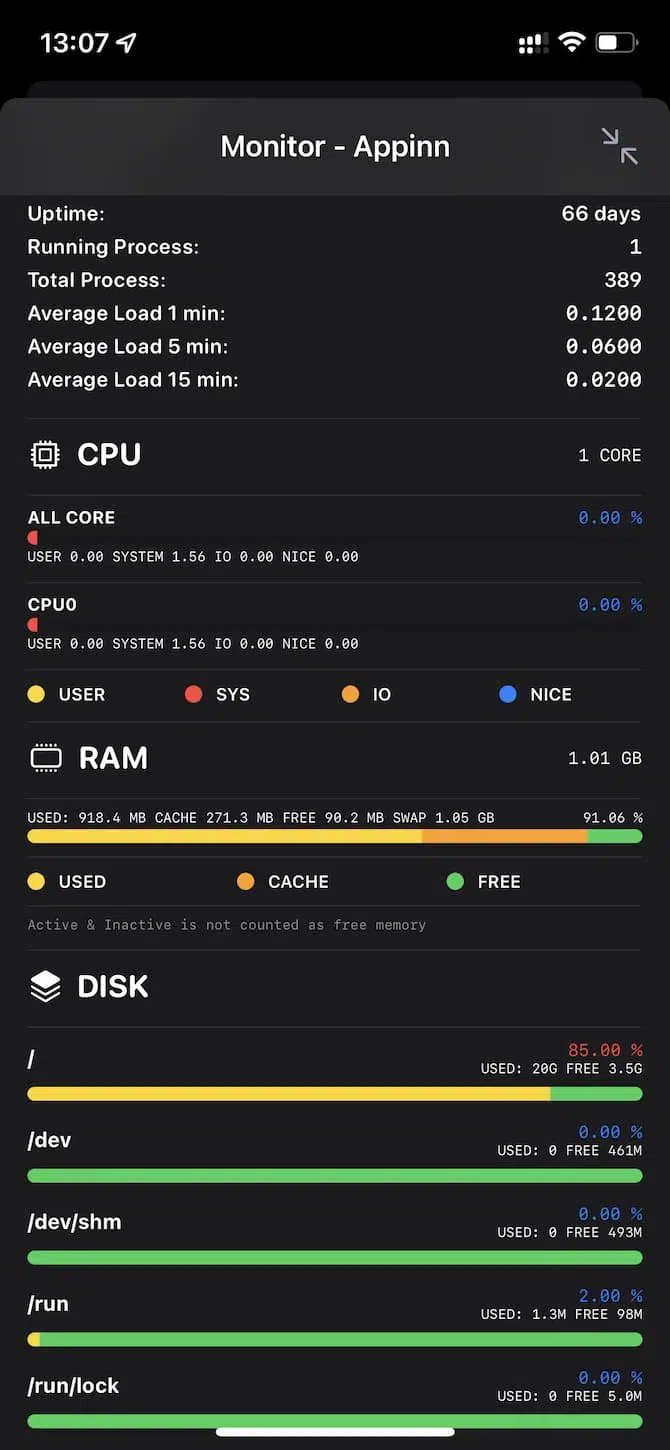 13:07
Monitor - Appinn
Uptime: 66 days
Running Process: 1
Total Process: 389
Average Load 1 min: 0.1200
Average Load 5 min: 0.0600
Average Load 15 min: 0.0200
CPU 1 CORE
ALL CORE 0.00 %
USER 0.00 SYSTEM 1.56 IO 0.00 NICE 0.00
CPU0 0.00 %
USER 0.00 SYSTEM 1.56 IO 0.00 NICE 0.00
USER SYS IO NICE
RAM 1.01 GB
USED: 918.4 MB CACHE 271.3 MB FREE 90.2 MB SWAP 1.05 GB 91.06 %
USED CACHE FREE
Active & Inactive is not counted as free memory
DISK
/ 85.00 %
USED: 20G FREE 3.5G
/dev 0.00 %
USED: 0 FREE 461M
/dev/shm 0.00 %
USED: 0 FREE 493M
/run 2.00 %
USED: 1.3M FREE 98M
/run/lock 0.00 %
USED: 0 FREE 5.0M